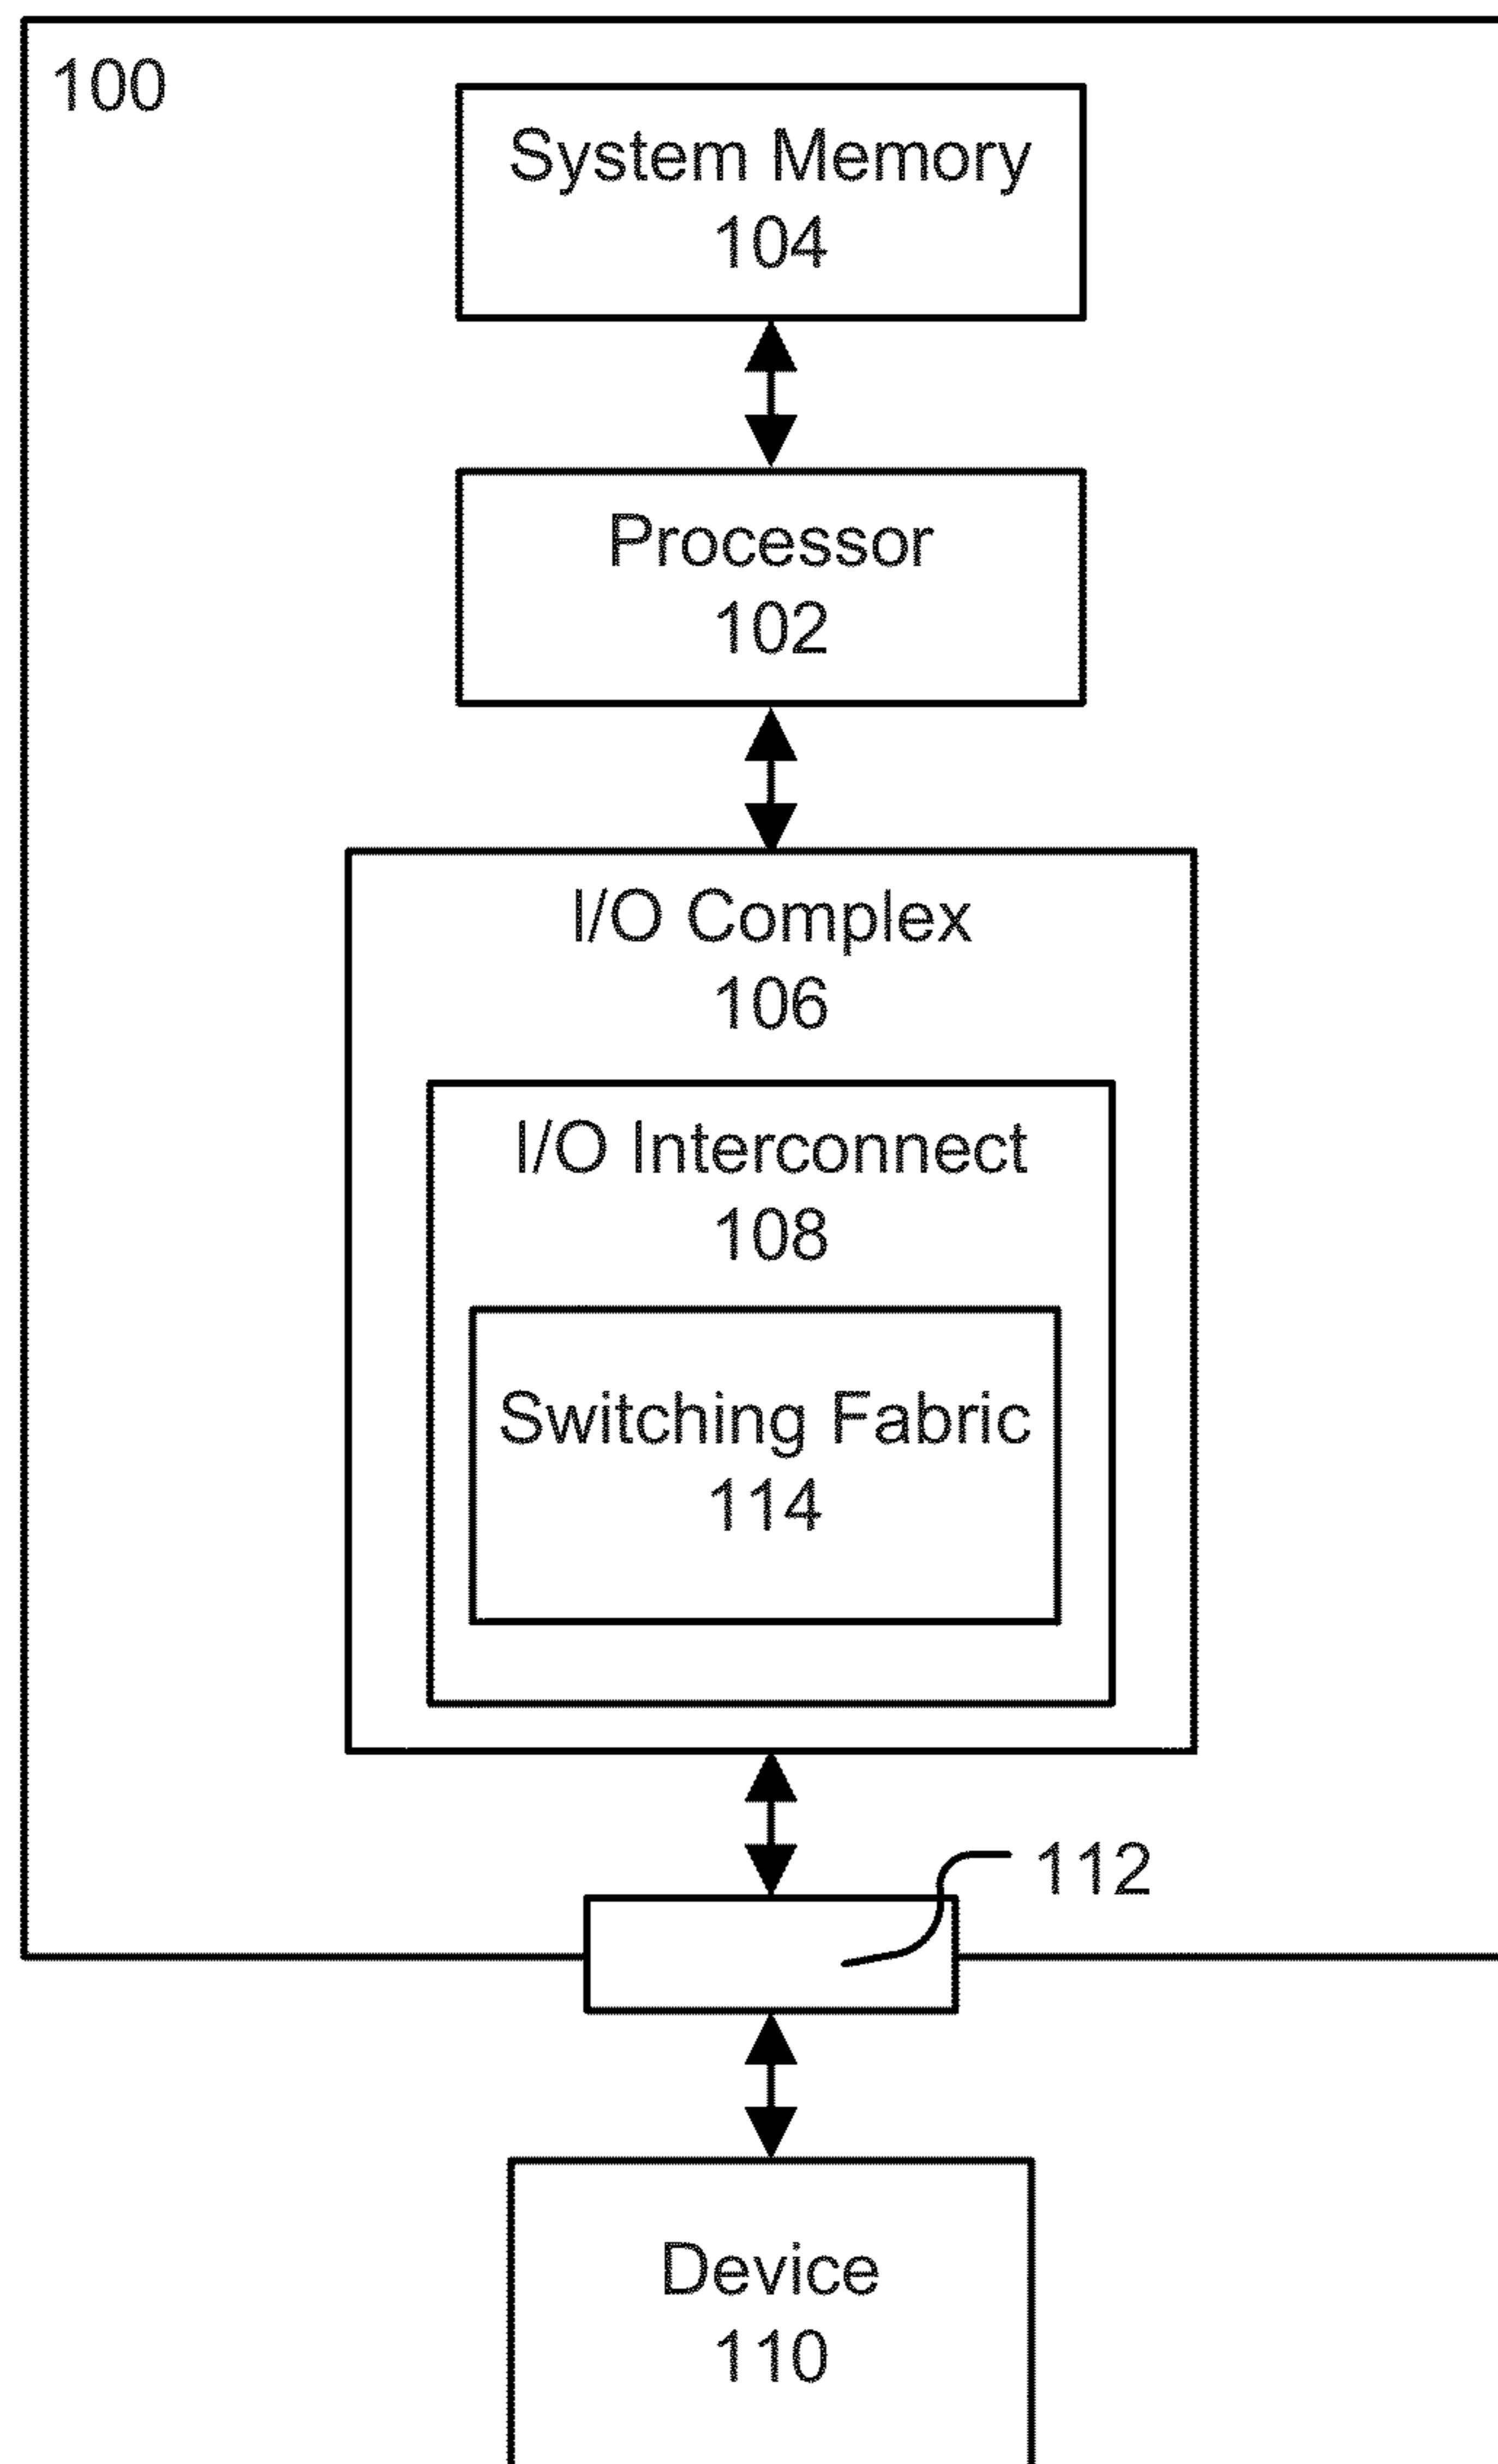 100
System Memory
104
Processor
102
I/O Complex
106
I/O Interconnect
108
Switching Fabric
114
112
Device
110